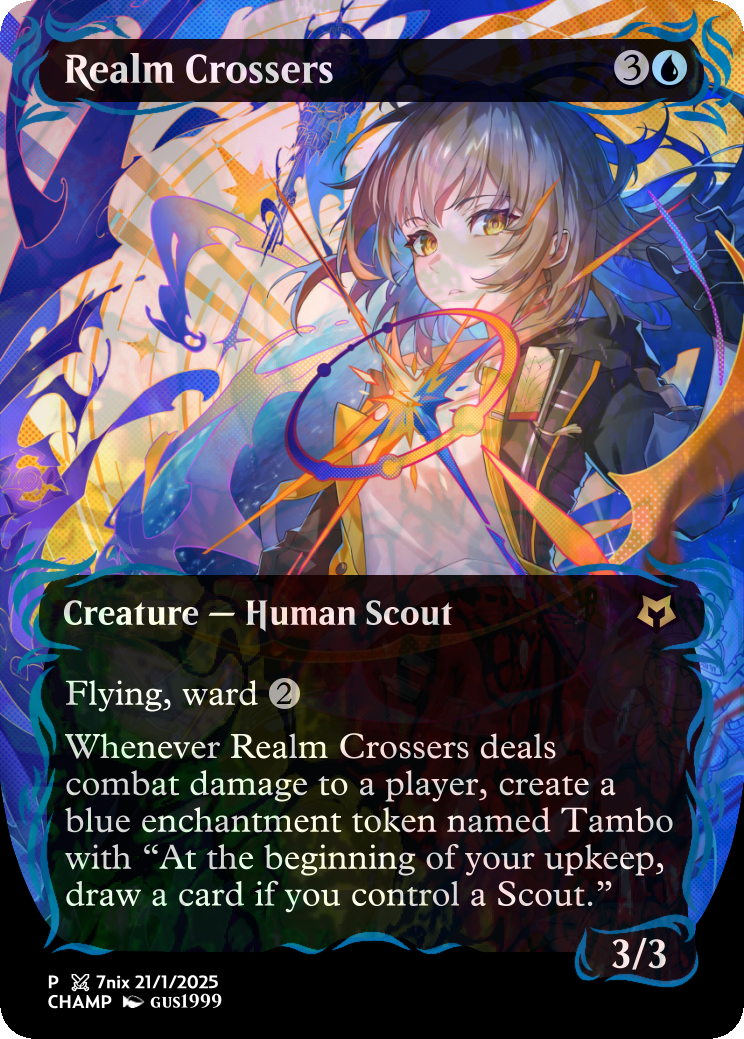 Realm Crossers 3
Creature — Human Scout
Flying, ward 2
Whenever Realm Crossers deals
combat damage to a player, create a
blue enchantment token named Tambo
with “At the beginning of your upkeep,
draw a card if you control a Scout.”
3/3
P 7nix 21/1/2025
CHAMP GUS1999